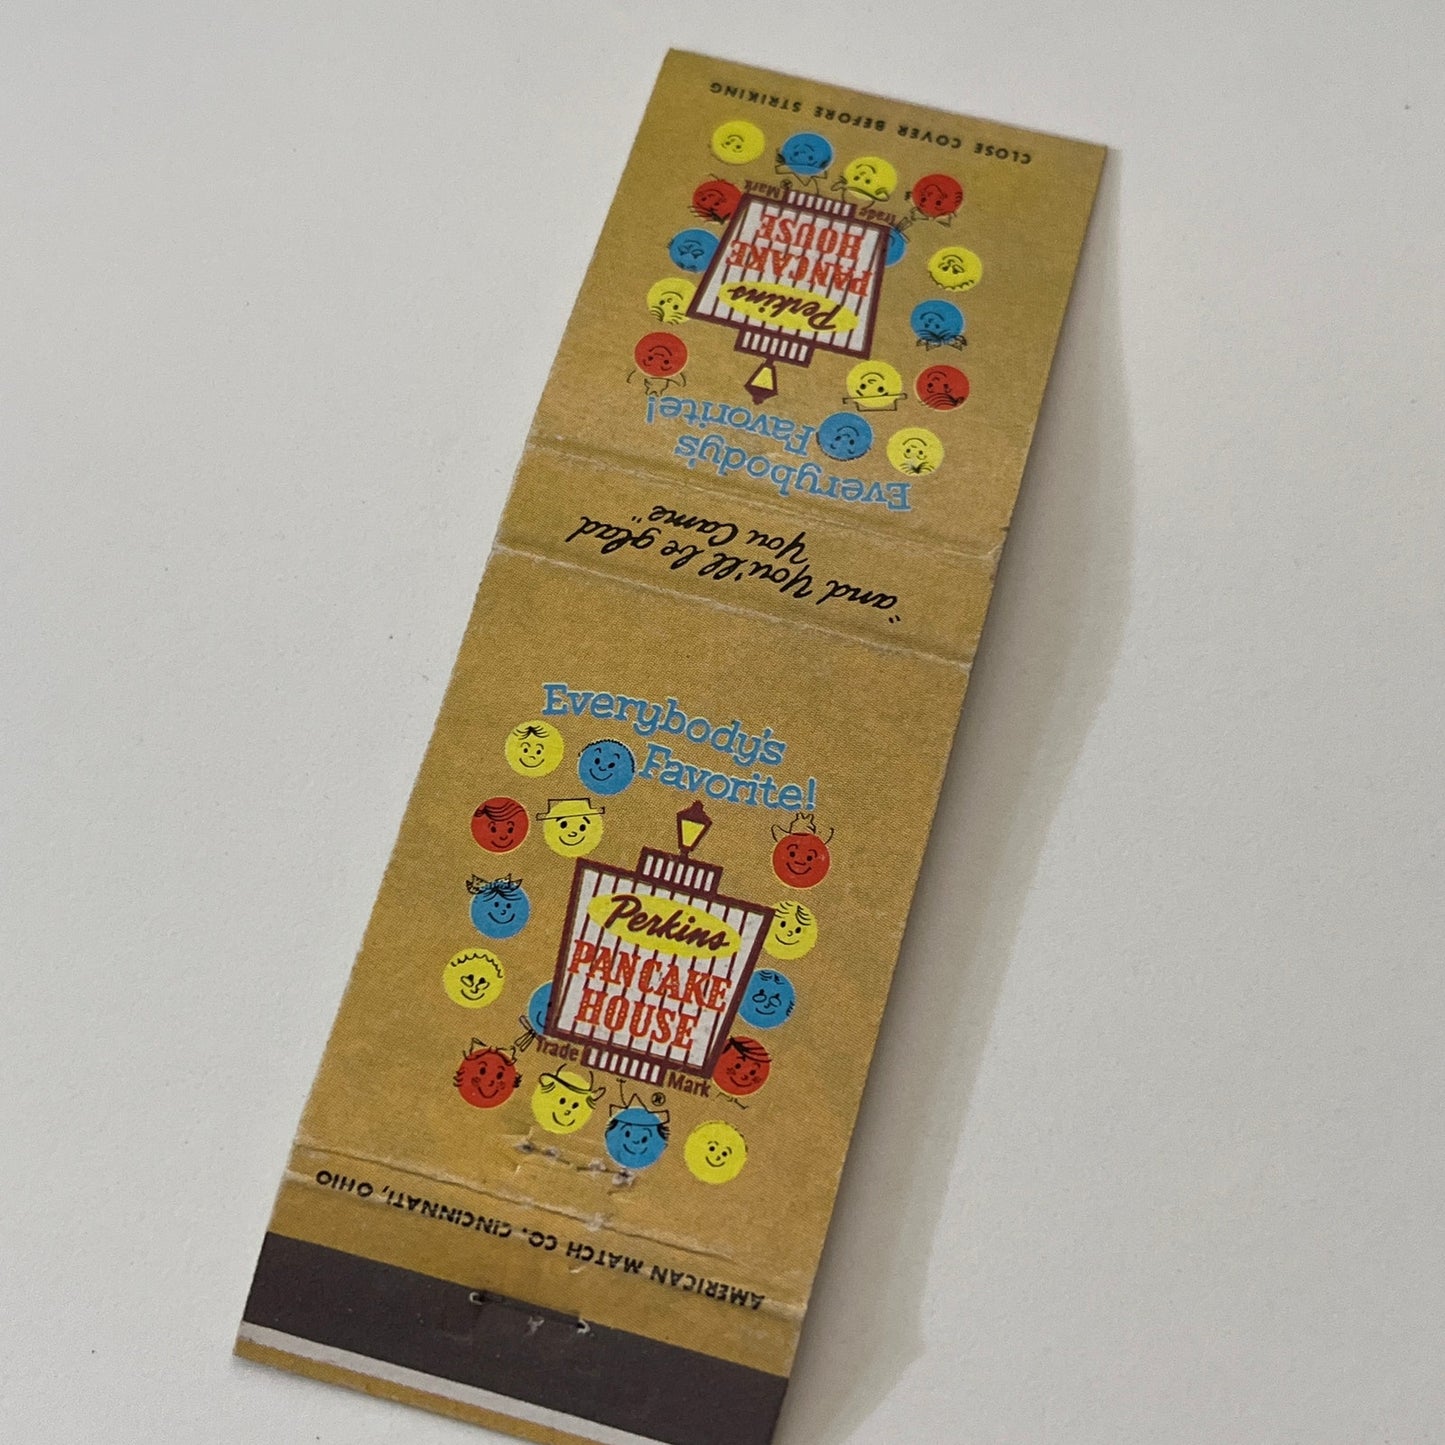 CLOSE COVER BEFORE STRIKING
Trade Mark ®
Perkins
PANCAKE
HOUSE
Everybody's
Favorite!
"and You'll be glad
You Came"
Everybody's
Favorite!
Perkins
PANCAKE
HOUSE
Trade Mark ®
AMERICAN MATCH CO. CINCINNATI, OHIO